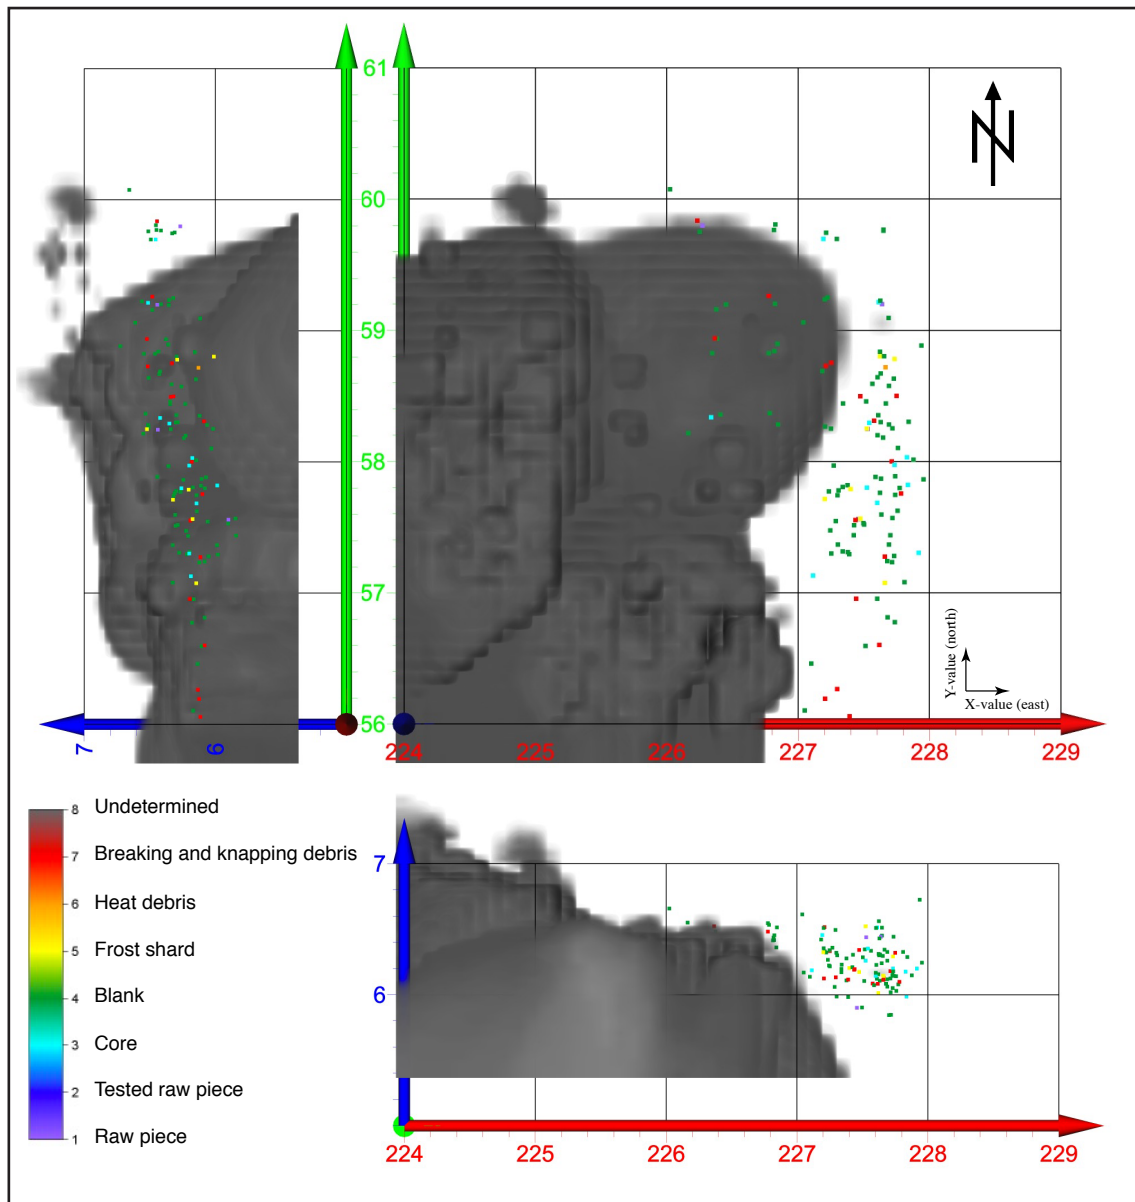 61
60
59
58
57
56
N
Y-value (north)
X-value (east)
7
6
224
225
226
227
228
229
8 Undetermined
7 Breaking and knapping debris
6 Heat debris
5 Frost shard
4 Blank
3 Core
2 Tested raw piece
1 Raw piece
7
6
224
225
226
227
228
229